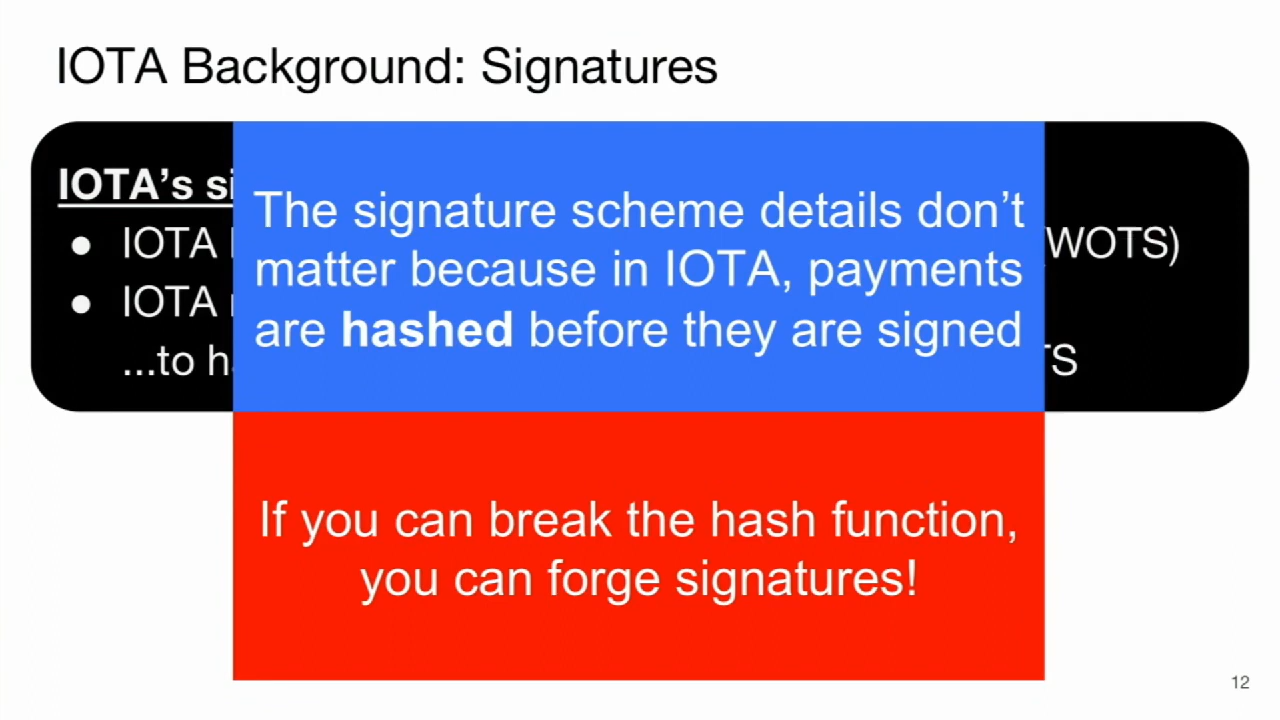 IOTA Background: Signatures
IOTA's
The signature scheme details don't
IOTA
matter because in IOTA, payments
WOTS)
IOTA
are hashed before they are signed
...to
If you can break the hash function,
you can forge signatures!
12